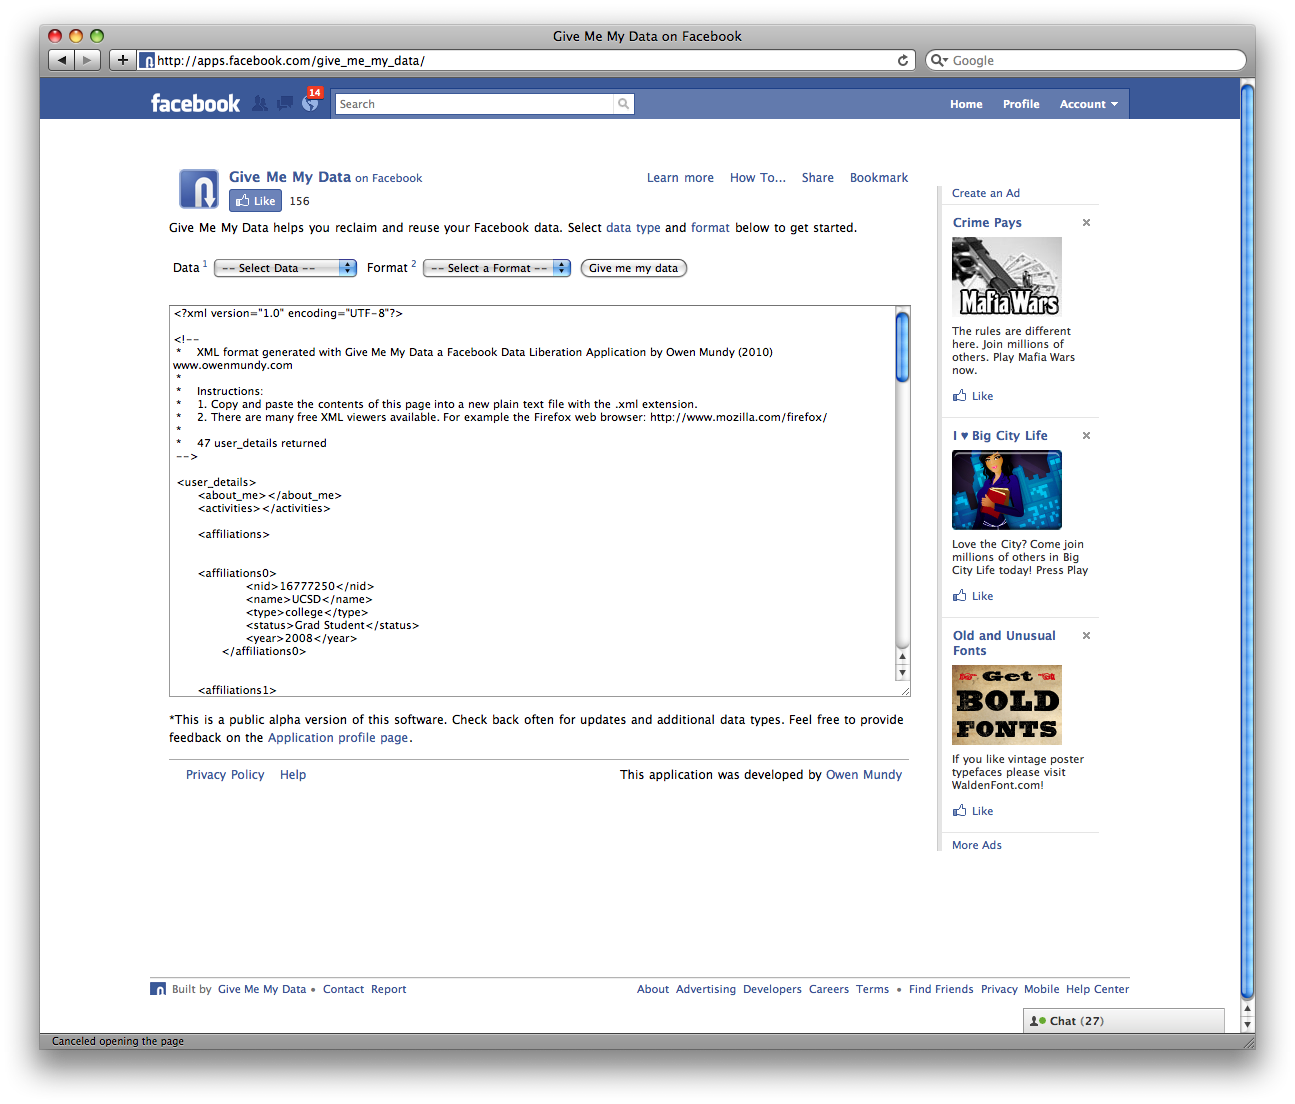 Give Me My Data on Facebook
http://apps.facebook.com/give_me_my_data/
Google
facebook
14
Search
Home Profile Account
Give Me My Data on Facebook
Learn more How To... Share Bookmark
Like 156
Give Me My Data helps you reclaim and reuse your Facebook data. Select data type and format below to get started.
Data 1 -- Select Data -- Format 2 -- Select a Format -- Give me my data
<?xml version="1.0" encoding="UTF-8"?>
<!--
* XML format generated with Give Me My Data a Facebook Data Liberation Application by Owen Mundy (2010)
www.owenmundy.com
*
* Instructions:
* 1. Copy and paste the contents of this page into a new plain text file with the .xml extension.
* 2. There are many free XML viewers available. For example the Firefox web browser: http://www.mozilla.com/firefox/
*
* 47 user_details returned
-->
<user_details>
<about_me></about_me>
<activities></activities>
<affiliations>
<affiliations0>
<nid>16777250</nid>
<name>UCSD</name>
<type>college</type>
<status>Grad Student</status>
<year>2008</year>
</affiliations0>
<affiliations1>
*This is a public alpha version of this software. Check back often for updates and additional data types. Feel free to provide
feedback on the Application profile page.
Privacy Policy Help
This application was developed by Owen Mundy
Create an Ad
Crime Pays
Mafia Wars
The rules are different
here. Join millions of
others. Play Mafia Wars
now.
Like
I ♥ Big City Life
Love the City? Come join
millions of others in Big
City Life today! Press Play
Like
Old and Unusual
Fonts
Get
BOLD
FONTS
If you like vintage poster
typefaces please visit
WaldenFont.com!
Like
More Ads
Built by Give Me My Data • Contact Report
About Advertising Developers Careers Terms • Find Friends Privacy Mobile Help Center
Chat (27)
Canceled opening the page